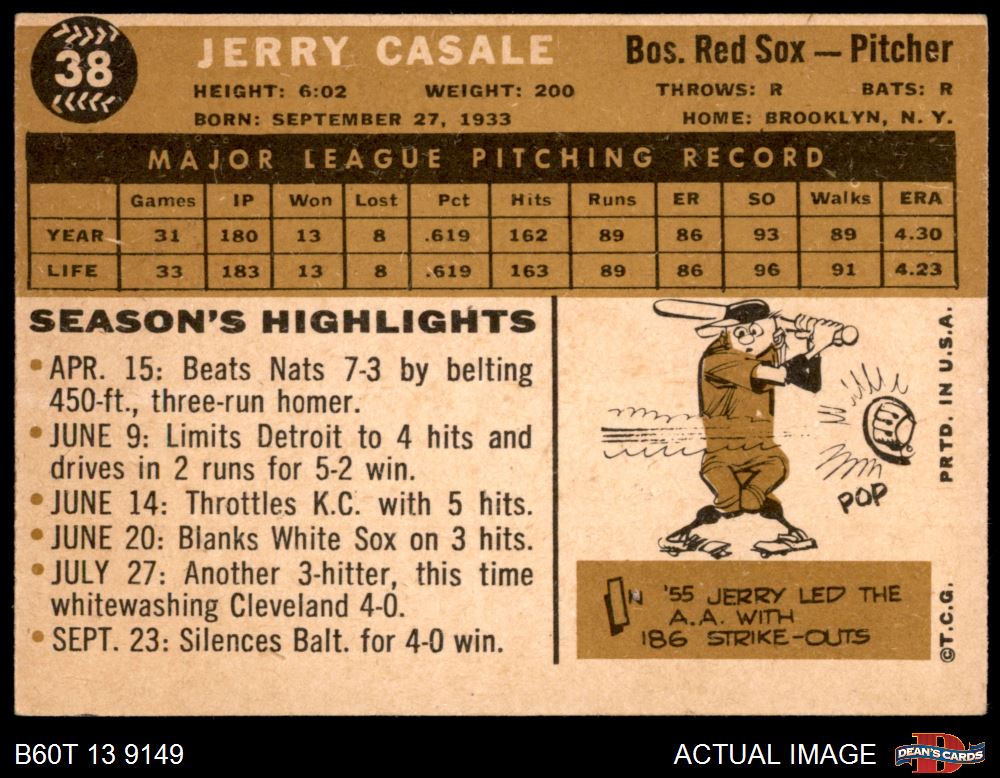 38
JERRY CASALE
Bos. Red Sox — Pitcher
HEIGHT: 6:02 WEIGHT: 200 THROWS: R BATS: R
BORN: SEPTEMBER 27, 1933 HOME: BROOKLYN, N. Y.
MAJOR LEAGUE PITCHING RECORD
Games IP Won Lost Pct Hits Runs ER SO Walks ERA
YEAR 31 180 13 8 .619 162 89 86 93 89 4.30
LIFE 33 183 13 8 .619 163 89 86 96 91 4.23
SEASON'S HIGHLIGHTS
•APR. 15: Beats Nats 7-3 by belting
450-ft., three-run homer.
•JUNE 9: Limits Detroit to 4 hits and
drives in 2 runs for 5-2 win.
•JUNE 14: Throttles K.C. with 5 hits.
•JUNE 20: Blanks White Sox on 3 hits.
•JULY 27: Another 3-hitter, this time
whitewashing Cleveland 4-0.
•SEPT. 23: Silences Balt. for 4-0 win.
POP
IN '55 JERRY LED THE
A.A. WITH
186 STRIKE-OUTS
©T.C.G. PRTD. IN U.S.A.
B60T 13 9149
ACTUAL IMAGE
DEAN'S CARDS